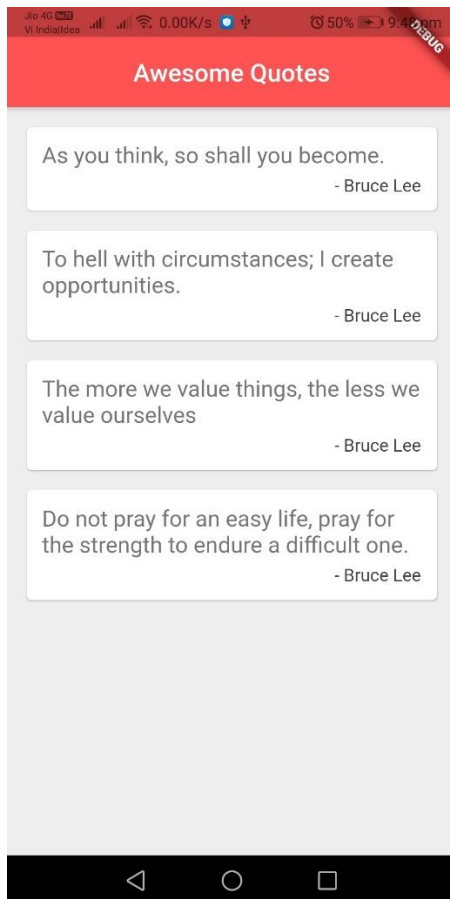 Jio 4G VoLTE
Vi India|Idea 0.00K/s 50% 9:48 pm
DEBUG
Awesome Quotes
As you think, so shall you become.
- Bruce Lee
To hell with circumstances; I create
opportunities.
- Bruce Lee
The more we value things, the less we
value ourselves
- Bruce Lee
Do not pray for an easy life, pray for
the strength to endure a difficult one.
- Bruce Lee